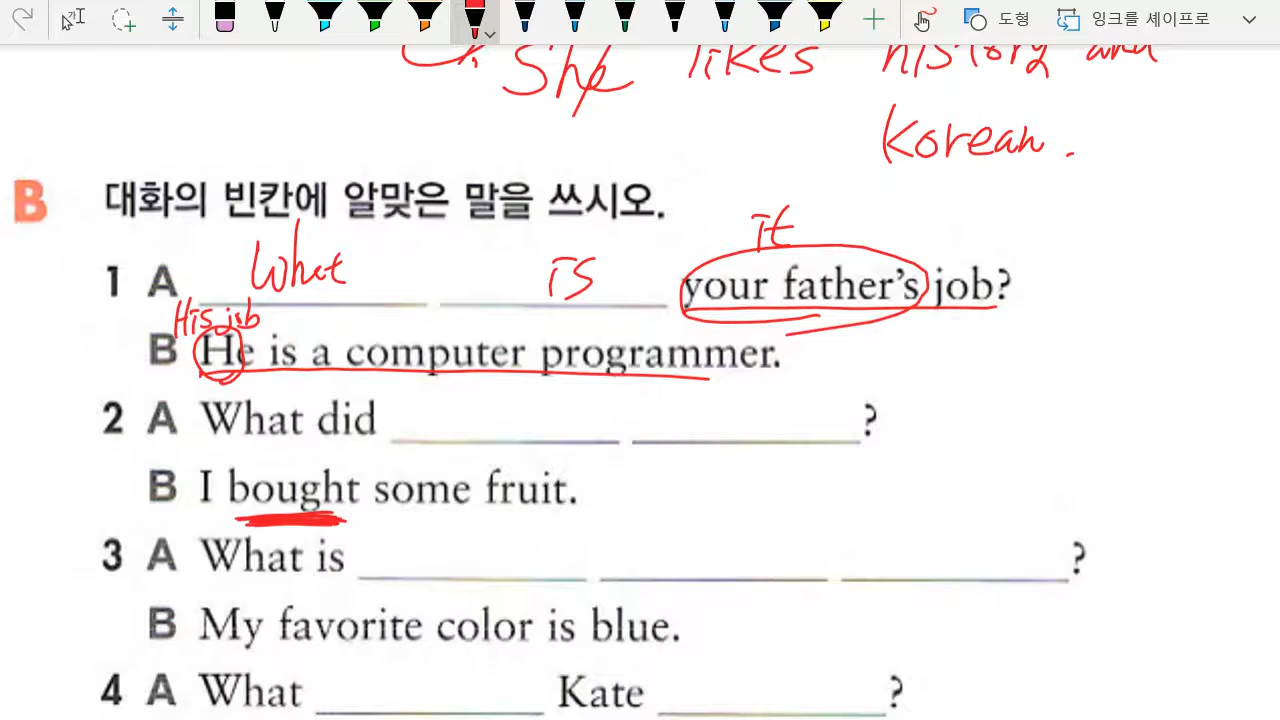 도형 잉크를 셰이프로
She likes history and
Korean.
B 대화의 빈칸에 알맞은 말을 쓰시오.
it
1 A What is your father's job?
His job
B He is a computer programmer.
2 A What did ?
B I bought some fruit.
3 A What is ?
B My favorite color is blue.
4 A What Kate ?